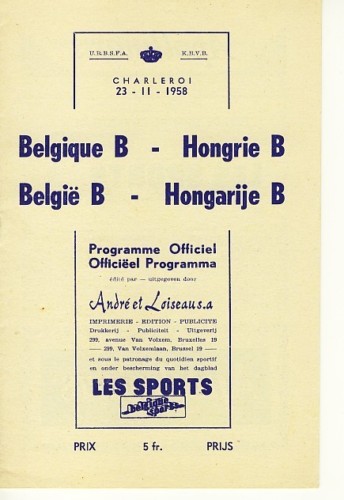 U.R.B.S.F.A. K.B.V.B.
CHARLEROI
23 - 11 - 1958
Belgique B - Hongrie B
België B - Hongarije B
Programme Officiel
Officiëel Programma
édité par — uitgegeven door
André et Loiseau s.a
IMPRIMERIE - EDITION - PUBLICITE
Drukkerij - Publiciteit - Uitgeverij
299, avenue Van Volxem, Bruxelles 19
— 299, Van Volxemlaan, Brussel 19 —
et sous le patronage du quotidien sportif
en onder bescherming van het dagblad
LES SPORTS
belgique sports
PRIX 5 fr. PRIJS